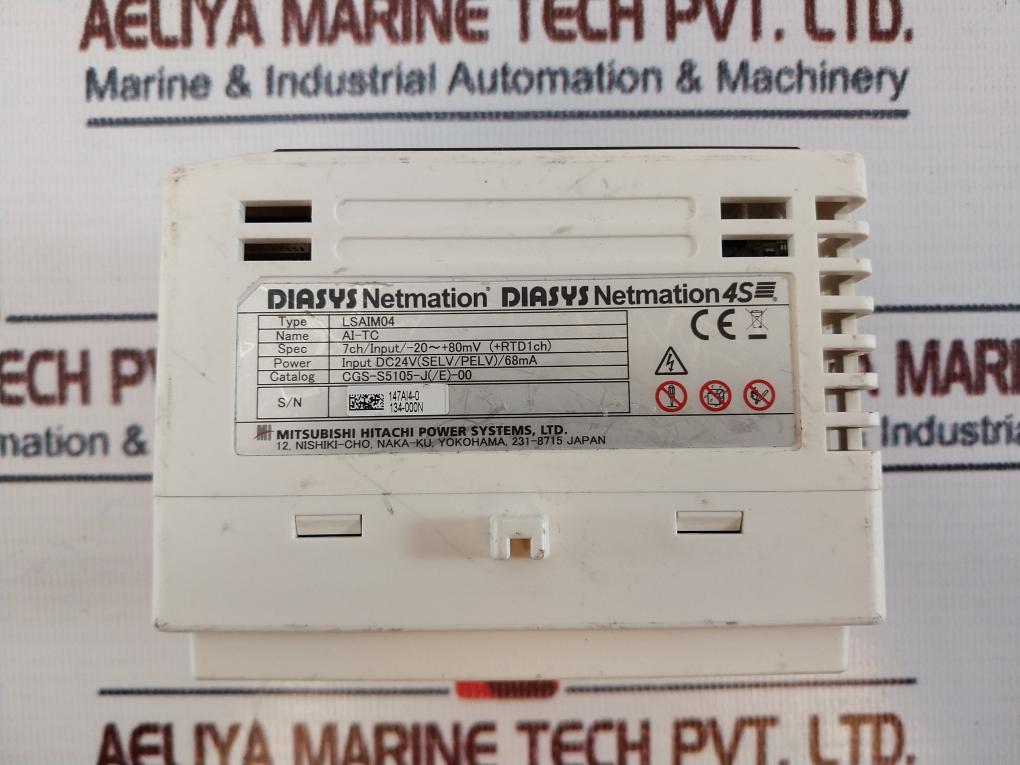 AELIYA MARINE TECH PVT. LTD.
Marine & Industrial Automation & Machinery
DIASYS Netmation® DIASYS Netmation 4S®
Type LSAIM04
Name AI-TC
Spec 7ch/Input/-20～+80mV (+RTD1ch)
Power Input DC24V(SELV/PELV)/68mA
Catalog CGS-S5105-J(/E)-00
S/N 147AI4-0
134-000N
CE
MITSUBISHI HITACHI POWER SYSTEMS, LTD.
12, NISHIKI-CHO, NAKA-KU, YOKOHAMA, 231-8715 JAPAN
ECH PV
MAR
mation &
Industria
AELIYA MARINE TECH PVT. LTD.